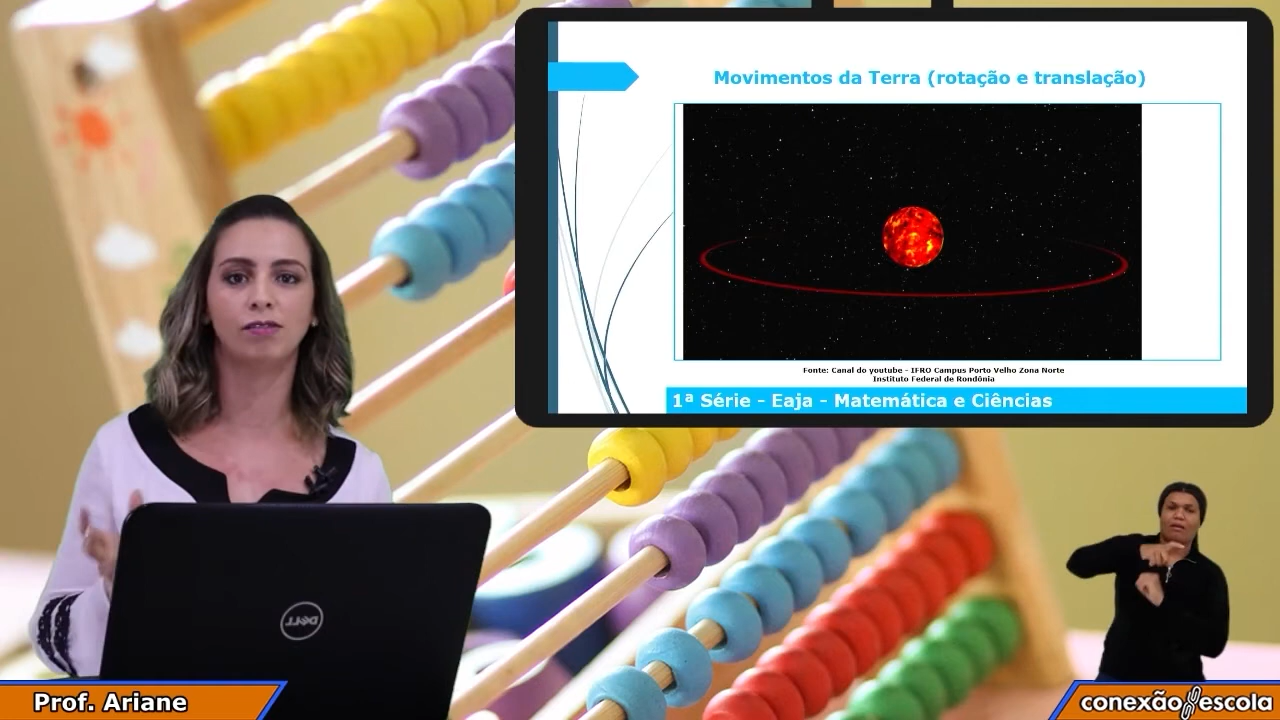 Movimentos da Terra (rotação e translação)
Fonte: Canal do youtube - IFRO Campus Porto Velho Zona Norte
Instituto Federal de Rondônia
1ª Série - Eaja - Matemática e Ciências
DELL
Prof. Ariane
conexão escola